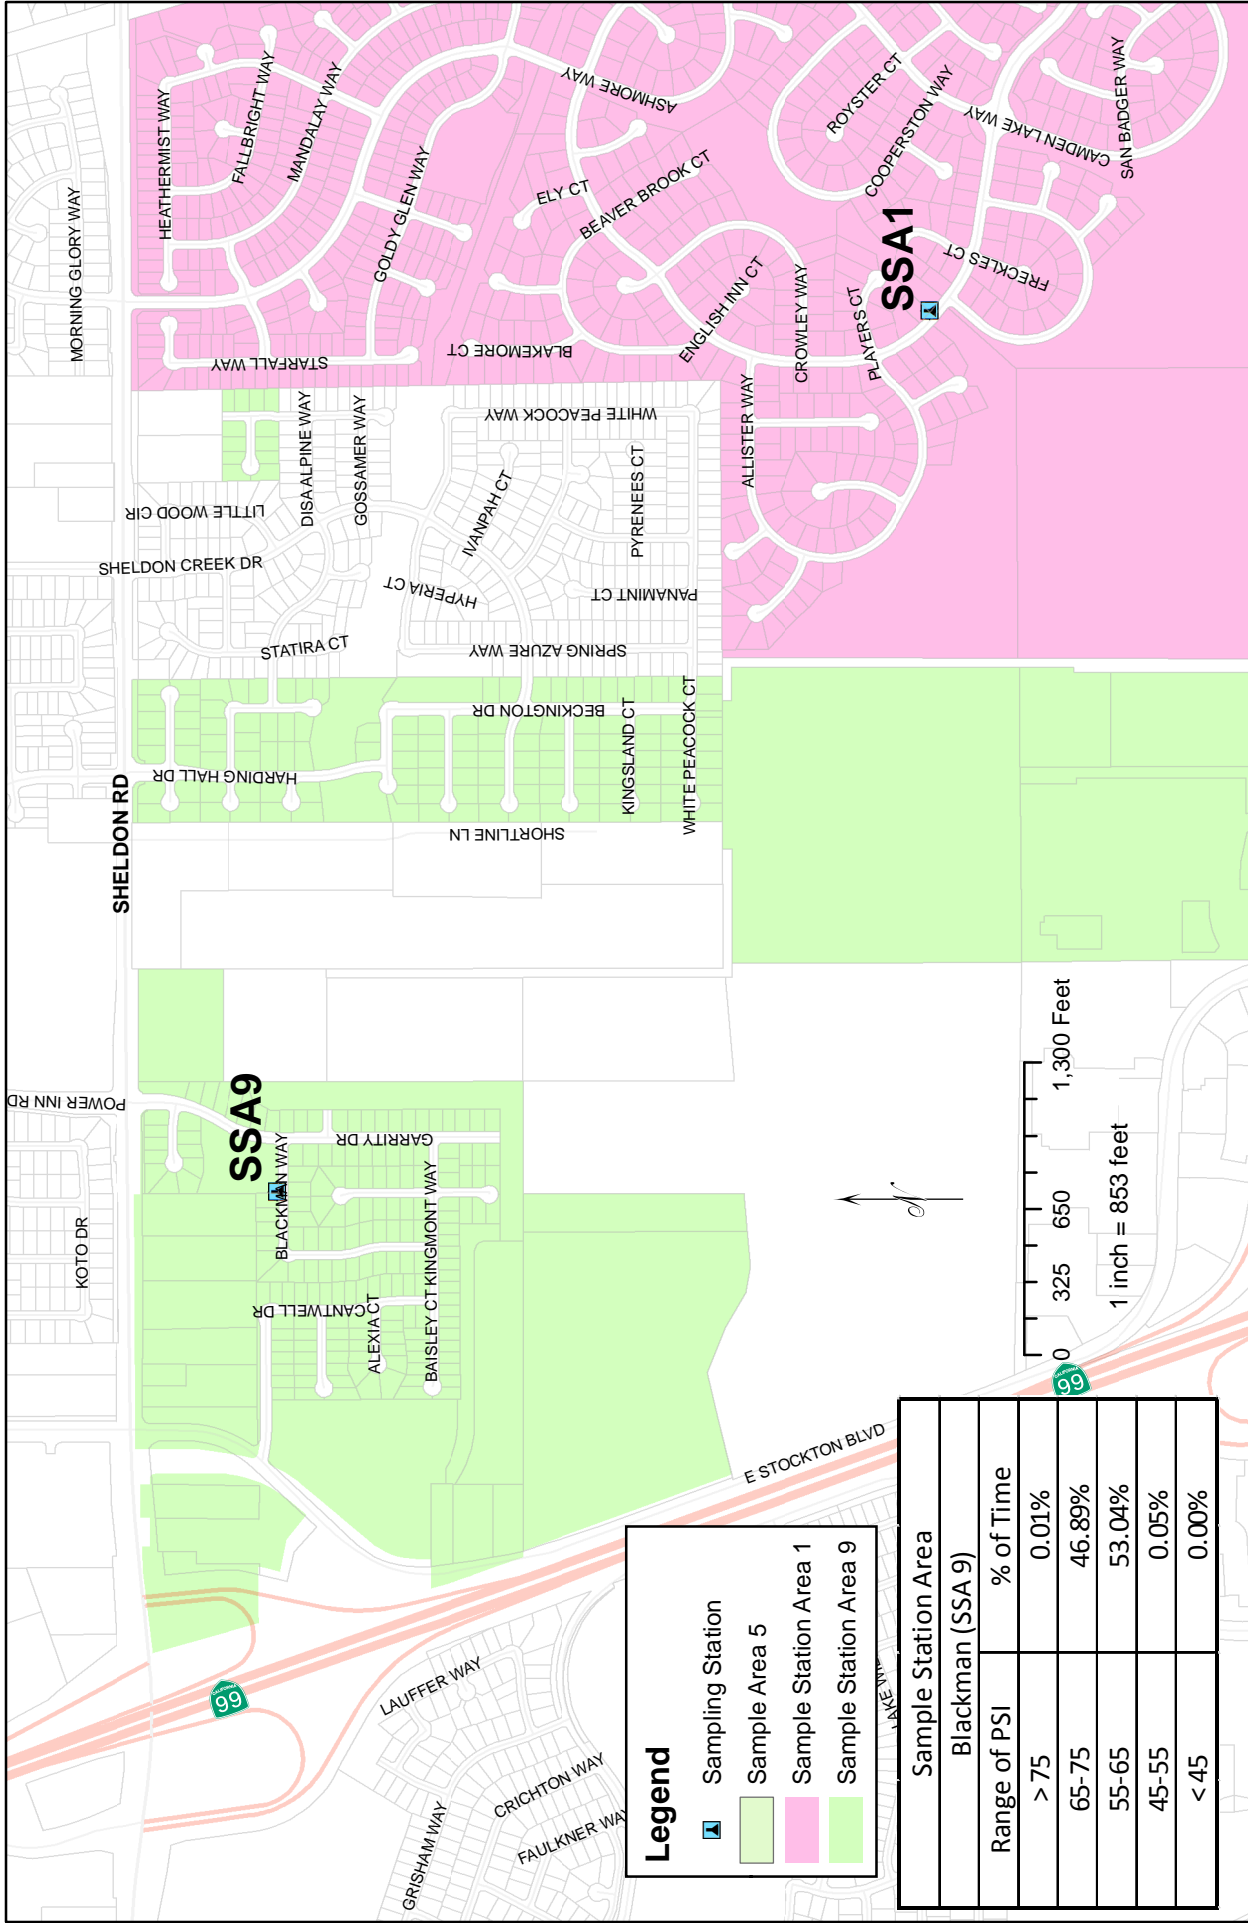 MORNING GLORY WAY
HEATHERMIST WAY
FALLBRIGHT WAY
MANDALAY WAY
GOLDY GLEN WAY
ASHMORE WAY
ELY CT
BEAVER BROOK CT
ROYSTER CT
COOPERSTON WAY
CAMDEN LAKE WAY
SAN BADGER WAY
FRECKLES CT
SSA1
PLAYERS CT
CROWLEY WAY
ENGLISH INN CT
BLAKEMORE CT
STARFALL WAY
ALLISTER WAY
WHITE PEACOCK WAY
DISA ALPINE WAY
GOSSAMER WAY
LITTLE WOOD CIR
SHELDON CREEK DR
IVANPAH CT
PYRENEES CT
HYPERIA CT
PANAMINT CT
STATIRA CT
SPRING AZURE WAY
BECKINGTON DR
KINGSLAND CT
WHITE PEACOCK CT
HARDING HALL DR
SHORTLINE LN
SHELDON RD
POWER INN RD
SSA9
KOTO DR
BLACKMAN WAY
GARRITY DR
KINGMONT WAY
CANTWELL DR
ALEXIA CT
BAISLEY CT
E STOCKTON BLVD
CALIFORNIA
99
CALIFORNIA
99
LAUFFER WAY
GRISHAM WAY
CRICHTON WAY
FAULKNER WAY
N
0 325 650 1,300 Feet
1 inch = 853 feet
Legend
Sampling Station
Sample Area 5
Sample Station Area 1
Sample Station Area 9
Sample Station Area
Blackman (SSA 9)
Range of PSI % of Time
> 75 0.01%
65-75 46.89%
55-65 53.04%
45-55 0.05%
< 45 0.00%